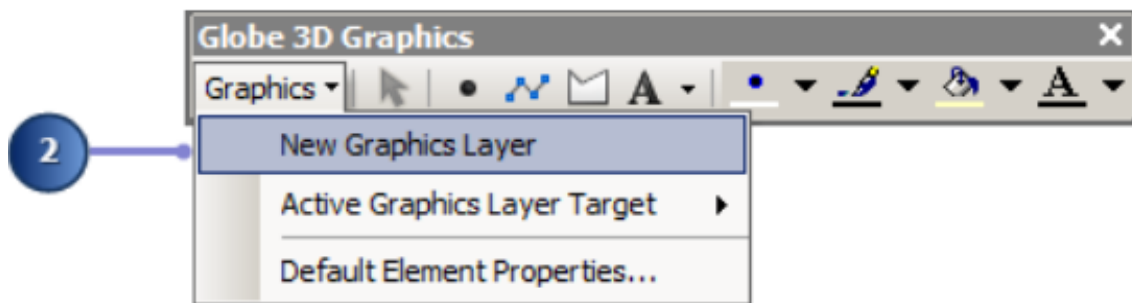 Globe 3D Graphics
Graphics A A
2 New Graphics Layer
Active Graphics Layer Target
Default Element Properties...